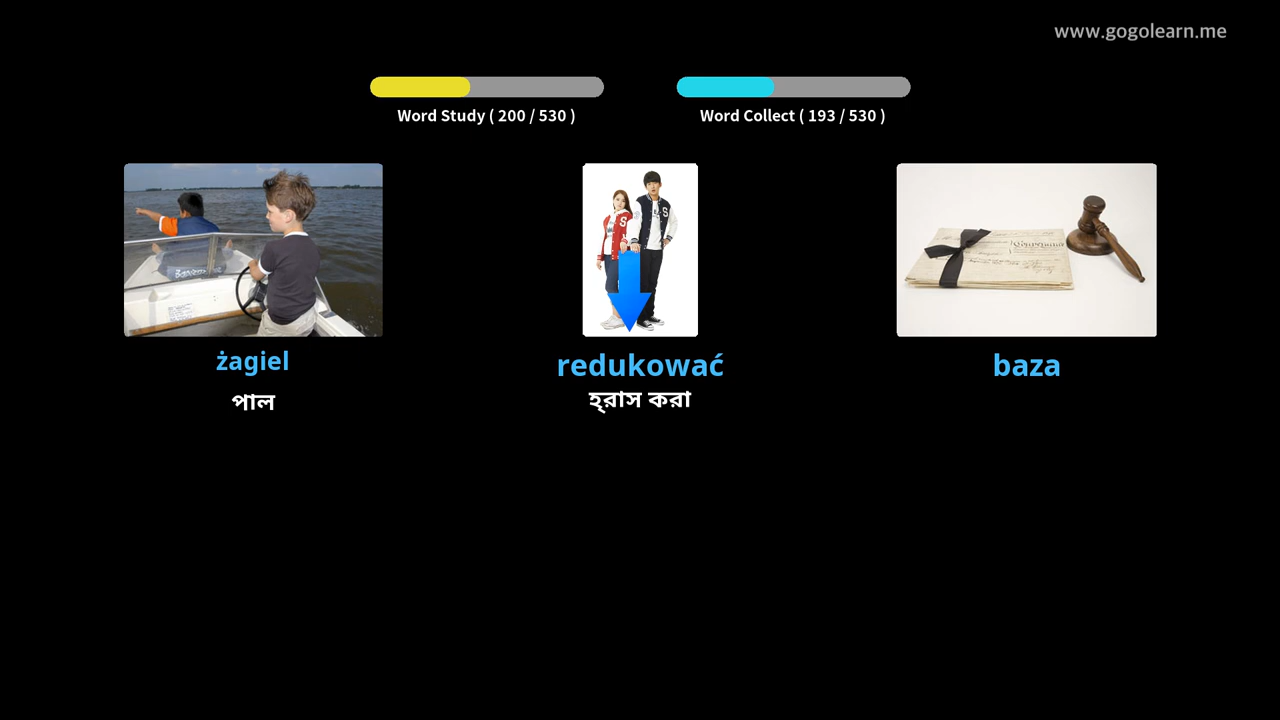 www.gogolearn.me
Word Study ( 200 / 530 )
Word Collect ( 193 / 530 )
żagiel
redukować
baza
পাল
হ্রাস করা